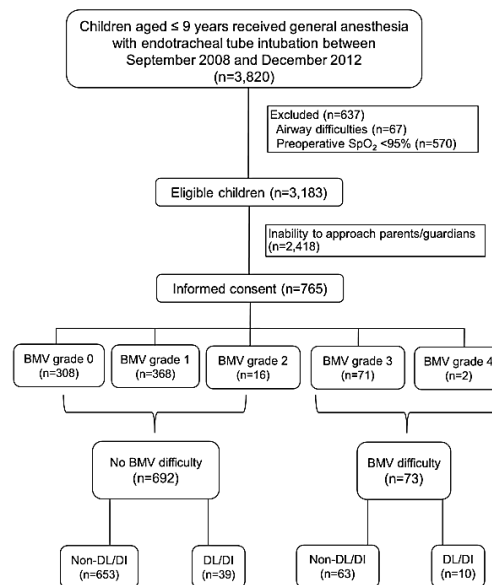 Children aged ≤ 9 years received general anesthesia
with endotracheal tube intubation between
September 2008 and December 2012
(n=3,820)
Excluded (n=637)
Airway difficulties (n=67)
Preoperative SpO₂ <95% (n=570)
Eligible children (n=3,183)
Inability to approach parents/guardians
(n=2,418)
Informed consent (n=765)
BMV grade 0
(n=308)
BMV grade 1
(n=368)
BMV grade 2
(n=16)
BMV grade 3
(n=71)
BMV grade 4
(n=2)
No BMV difficulty
(n=692)
BMV difficulty
(n=73)
Non-DL/DI
(n=653)
DL/DI
(n=39)
Non-DL/DI
(n=63)
DL/DI
(n=10)